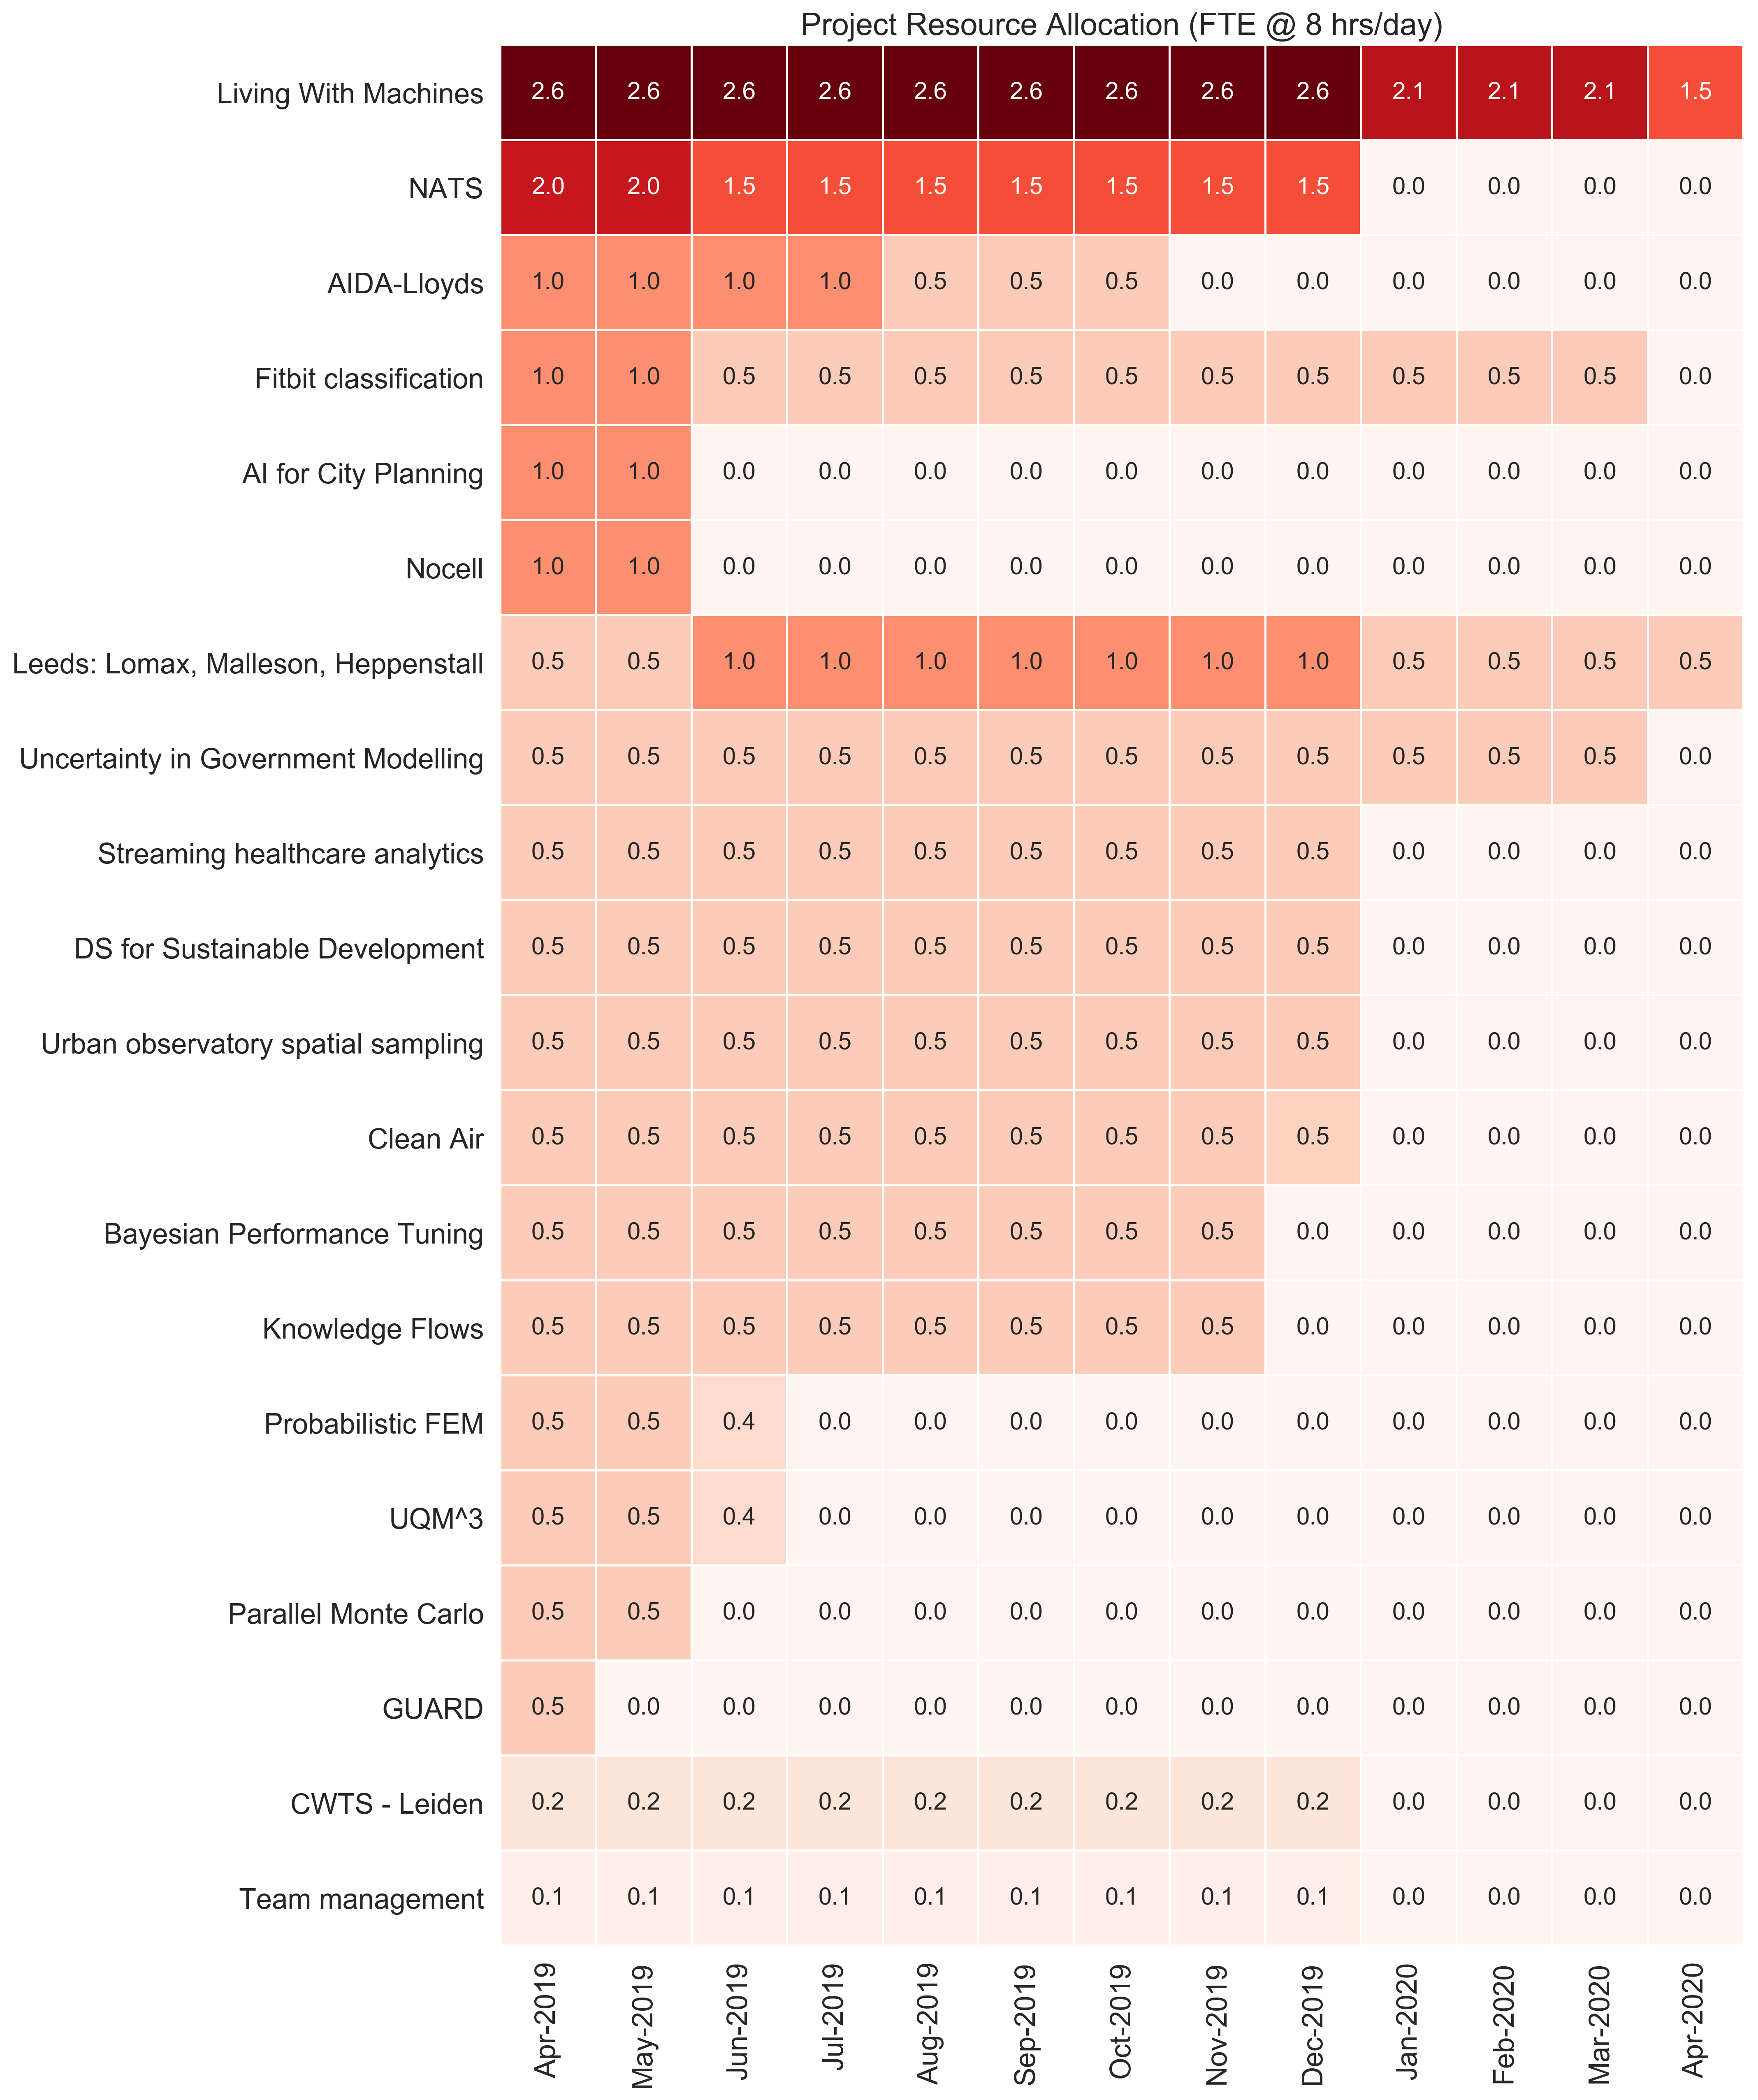 Project Resource Allocation (FTE @ 8 hrs/day)
Living With Machines 2.6 2.6 2.6 2.6 2.6 2.6 2.6 2.6 2.6 2.1 2.1 2.1 1.5
NATS 2.0 2.0 1.5 1.5 1.5 1.5 1.5 1.5 1.5 0.0 0.0 0.0 0.0
AIDA-Lloyds 1.0 1.0 1.0 1.0 0.5 0.5 0.5 0.0 0.0 0.0 0.0 0.0 0.0
Fitbit classification 1.0 1.0 0.5 0.5 0.5 0.5 0.5 0.5 0.5 0.5 0.5 0.5 0.0
AI for City Planning 1.0 1.0 0.0 0.0 0.0 0.0 0.0 0.0 0.0 0.0 0.0 0.0 0.0
Nocell 1.0 1.0 0.0 0.0 0.0 0.0 0.0 0.0 0.0 0.0 0.0 0.0 0.0
Leeds: Lomax, Malleson, Heppenstall 0.5 0.5 1.0 1.0 1.0 1.0 1.0 1.0 1.0 0.5 0.5 0.5 0.5
Uncertainty in Government Modelling 0.5 0.5 0.5 0.5 0.5 0.5 0.5 0.5 0.5 0.5 0.5 0.5 0.0
Streaming healthcare analytics 0.5 0.5 0.5 0.5 0.5 0.5 0.5 0.5 0.5 0.0 0.0 0.0 0.0
DS for Sustainable Development 0.5 0.5 0.5 0.5 0.5 0.5 0.5 0.5 0.5 0.0 0.0 0.0 0.0
Urban observatory spatial sampling 0.5 0.5 0.5 0.5 0.5 0.5 0.5 0.5 0.5 0.0 0.0 0.0 0.0
Clean Air 0.5 0.5 0.5 0.5 0.5 0.5 0.5 0.5 0.5 0.0 0.0 0.0 0.0
Bayesian Performance Tuning 0.5 0.5 0.5 0.5 0.5 0.5 0.5 0.5 0.0 0.0 0.0 0.0 0.0
Knowledge Flows 0.5 0.5 0.5 0.5 0.5 0.5 0.5 0.5 0.0 0.0 0.0 0.0 0.0
Probabilistic FEM 0.5 0.5 0.4 0.0 0.0 0.0 0.0 0.0 0.0 0.0 0.0 0.0 0.0
UQM^3 0.5 0.5 0.4 0.0 0.0 0.0 0.0 0.0 0.0 0.0 0.0 0.0 0.0
Parallel Monte Carlo 0.5 0.5 0.0 0.0 0.0 0.0 0.0 0.0 0.0 0.0 0.0 0.0 0.0
GUARD 0.5 0.0 0.0 0.0 0.0 0.0 0.0 0.0 0.0 0.0 0.0 0.0 0.0
CWTS - Leiden 0.2 0.2 0.2 0.2 0.2 0.2 0.2 0.2 0.2 0.0 0.0 0.0 0.0
Team management 0.1 0.1 0.1 0.1 0.1 0.1 0.1 0.1 0.1 0.0 0.0 0.0 0.0
Apr-2019 May-2019 Jun-2019 Jul-2019 Aug-2019 Sep-2019 Oct-2019 Nov-2019 Dec-2019 Jan-2020 Feb-2020 Mar-2020 Apr-2020